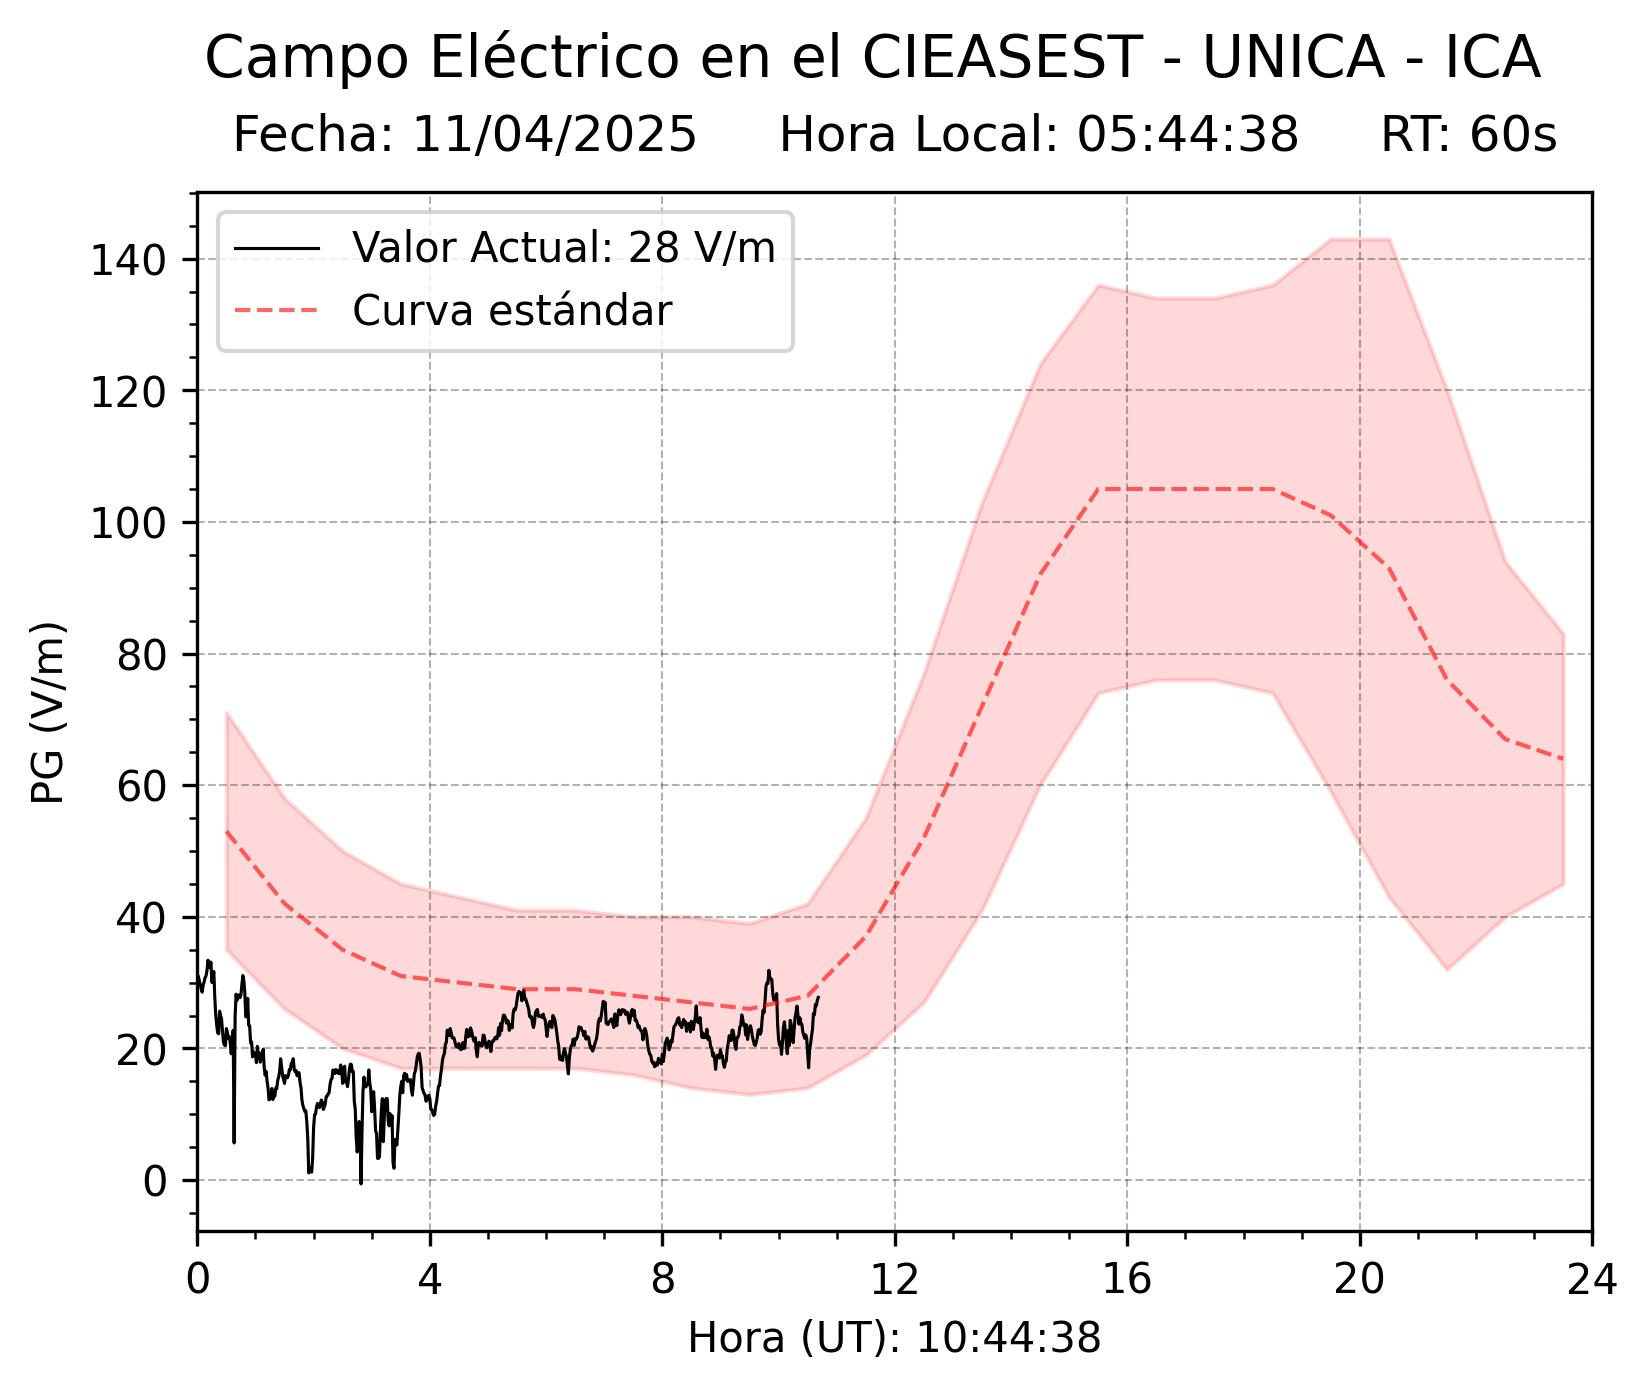 Campo Eléctrico en el CIEASEST - UNICA - ICA
Fecha: 11/04/2025 Hora Local: 05:44:38 RT: 60s
Valor Actual: 28 V/m
Curva estándar
140
120
100
80
60
40
20
0
PG (V/m)
0 4 8 12 16 20 24
Hora (UT): 10:44:38